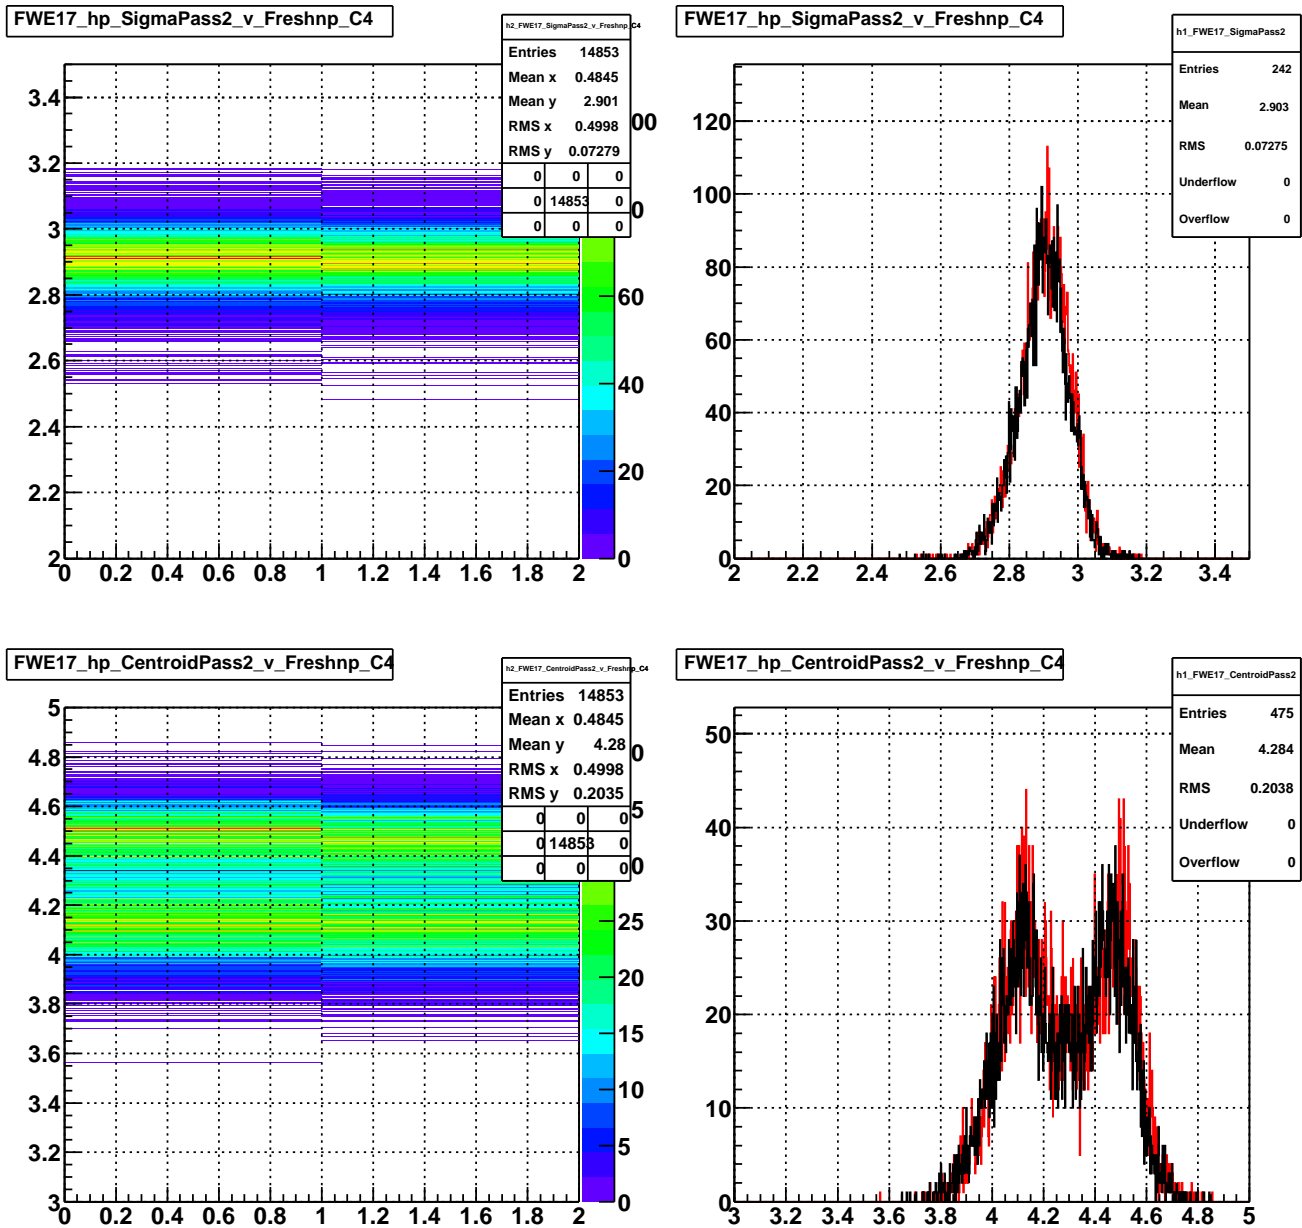 FWE17_hp_SigmaPass2_v_Freshnp_C4
h2_FWE17_SigmaPass2_v_Freshnp_C4
Entries 14853
Mean x 0.4845
Mean y 2.901
RMS x 0.4998
RMS y 0.07279
0 0 0
0 14853 0
0 0 0
3.4
3.2
3
2.8
2.6
2.4
2.2
2
0 0.2 0.4 0.6 0.8 1 1.2 1.4 1.6 1.8 2
00
0
60
40
20
0
FWE17_hp_SigmaPass2_v_Freshnp_C4
h1_FWE17_SigmaPass2
Entries 242
Mean 2.903
RMS 0.07275
Underflow 0
Overflow 0
120
100
80
60
40
20
0
2 2.2 2.4 2.6 2.8 3 3.2 3.4
FWE17_hp_CentroidPass2_v_Freshnp_C4
h2_FWE17_CentroidPass2_v_Freshnp_C4
Entries 14853
Mean x 0.4845
Mean y 4.28
RMS x 0.4998
RMS y 0.2035
0 0 0
0 14853 0
0 0 0
5
4.8
4.6
4.4
4.2
4
3.8
3.6
3.4
3.2
3
0 0.2 0.4 0.6 0.8 1 1.2 1.4 1.6 1.8 2
0
5
0
25
20
15
10
5
0
FWE17_hp_CentroidPass2_v_Freshnp_C4
h1_FWE17_CentroidPass2
Entries 475
Mean 4.284
RMS 0.2038
Underflow 0
Overflow 0
50
40
30
20
10
0
3 3.2 3.4 3.6 3.8 4 4.2 4.4 4.6 4.8 5